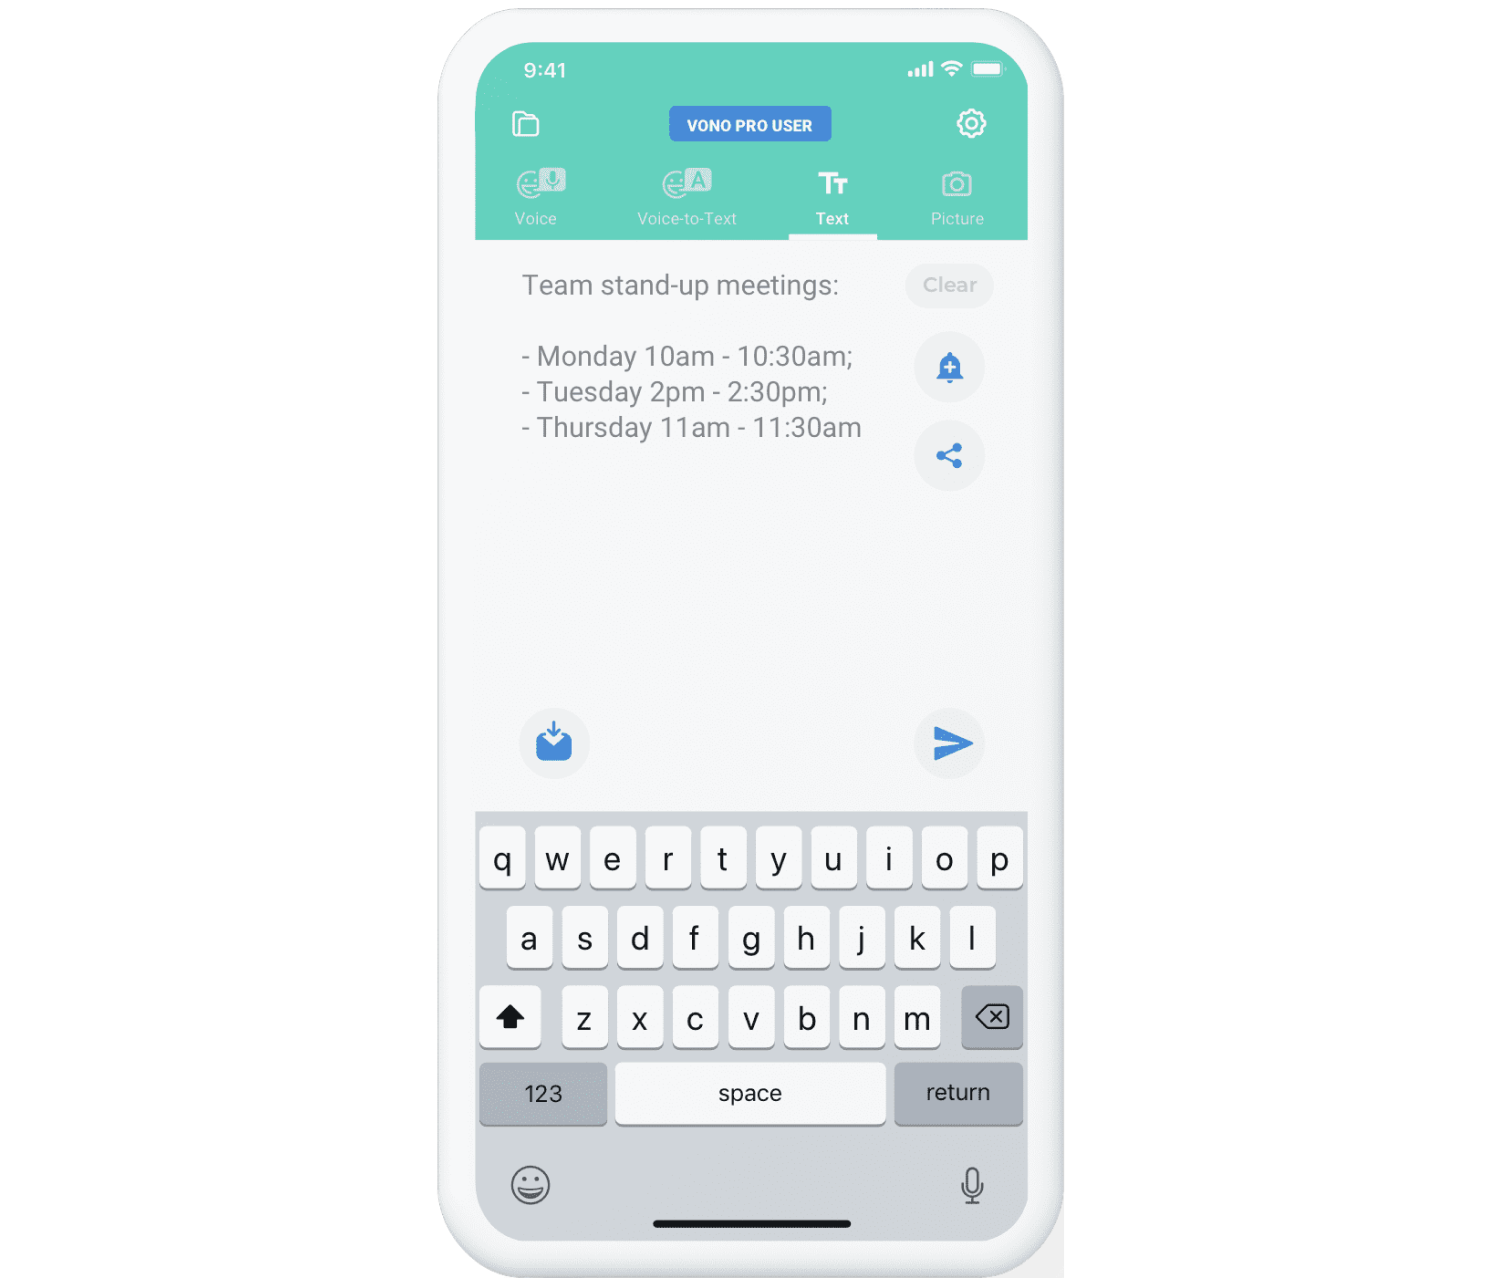 9:41
VONO PRO USER
A
Voice
Voice-to-Text
TT
Text
Picture
Team stand-up meetings:
Clear
- Monday 10am - 10:30am;
- Tuesday 2pm - 2:30pm;
- Thursday 11am - 11:30am
q w e r t y u i o p
a s d f g h j k l
z x c v b n m
123 space return